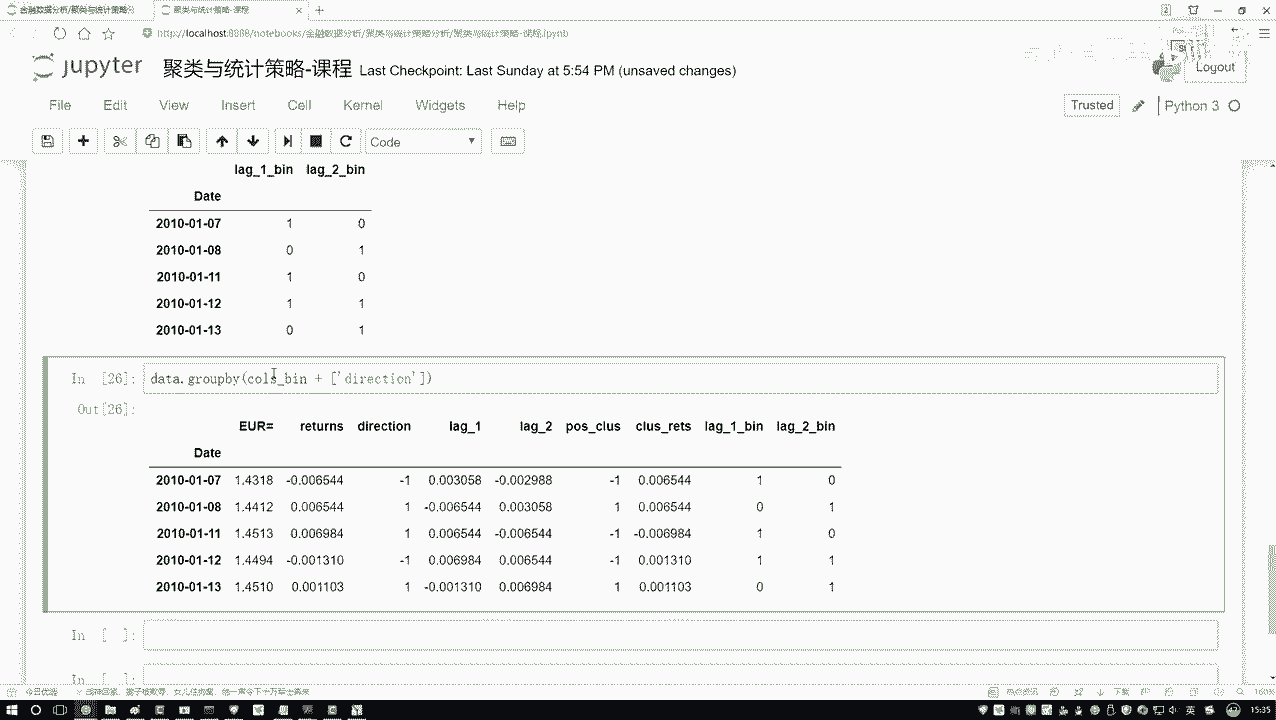 金融数据分析/聚类与统计策略 聚类与统计策略-课程
http://localhost:8888/notebooks/金融数据分析/聚类与统计策略分析/聚类与统计策略-课程.ipynb
jupyter 聚类与统计策略-课程 Last Checkpoint: Last Sunday at 5:54 PM (unsaved changes) Logout
File Edit View Insert Cell Kernel Widgets Help Trusted Python 3
Code
lag_1_bin lag_2_bin
Date
2010-01-07 1 0
2010-01-08 0 1
2010-01-11 1 0
2010-01-12 1 1
2010-01-13 0 1
In [26]: data.groupby(cols_bin + ['direction'])
Out[26]:
EUR= returns direction lag_1 lag_2 pos_clus clus_rets lag_1_bin lag_2_bin
Date
2010-01-07 1.4318 -0.006544 -1 0.003058 -0.002988 -1 0.006544 1 0
2010-01-08 1.4412 0.006544 1 -0.006544 0.003058 1 0.006544 0 1
2010-01-11 1.4513 0.006984 1 0.006544 -0.006544 -1 -0.006984 1 0
2010-01-12 1.4494 -0.001310 -1 0.006984 0.006544 -1 0.001310 1 1
2010-01-13 1.4510 0.001103 1 -0.001310 0.006984 1 0.001103 0 1
In [ ]:
In [ ]:
今日优选
下载 160%
英 15:35